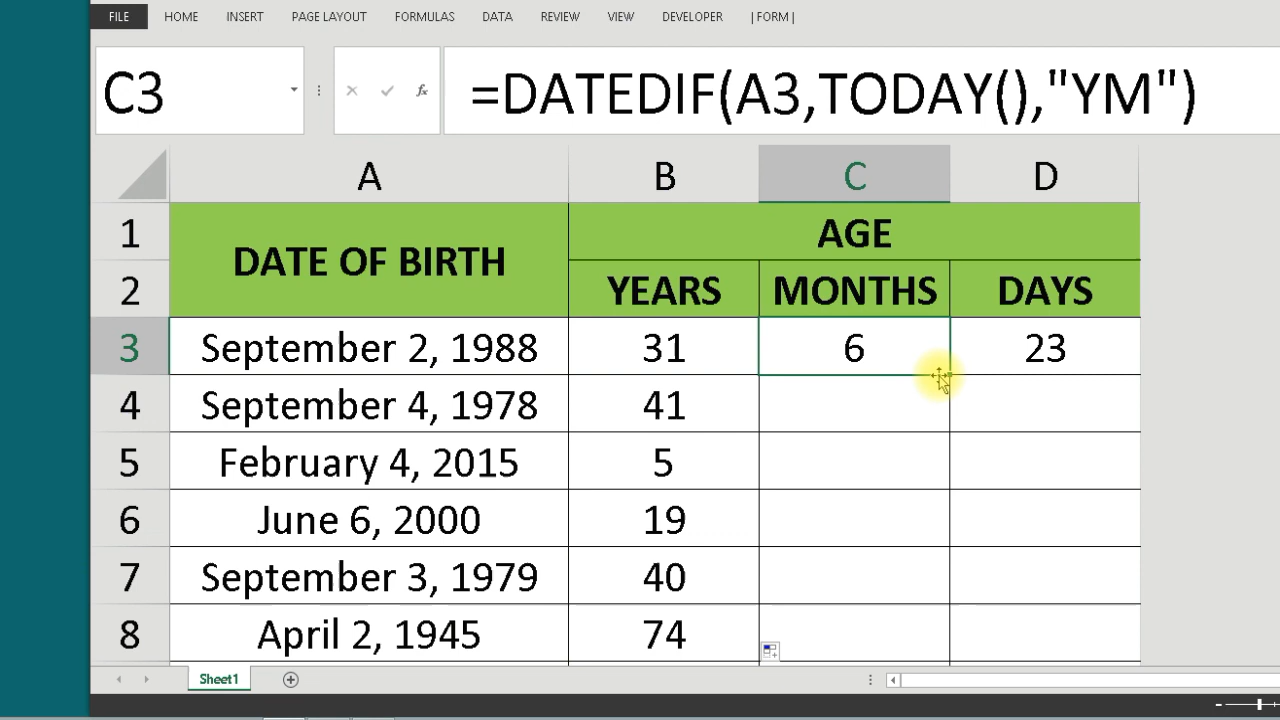 FILE HOME INSERT PAGE LAYOUT FORMULAS DATA REVIEW VIEW DEVELOPER | FORM |
C3 fx =DATEDIF(A3,TODAY(),"YM")
A B C D
1 DATE OF BIRTH AGE
2 YEARS MONTHS DAYS
3 September 2, 1988 31 6 23
4 September 4, 1978 41
5 February 4, 2015 5
6 June 6, 2000 19
7 September 3, 1979 40
8 April 2, 1945 74
Sheet1